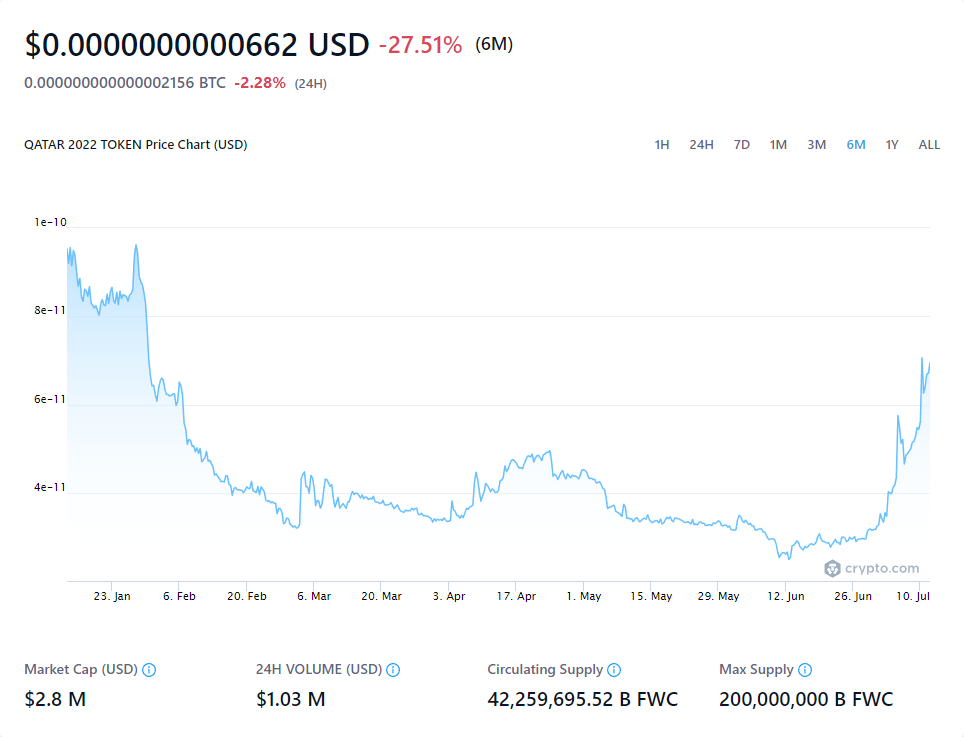 $0.0000000000662 USD -27.51% (6M)
0.000000000000002156 BTC -2.28% (24H)
QATAR 2022 TOKEN Price Chart (USD) 1H 24H 7D 1M 3M 6M 1Y ALL
1e-10
8e-11
6e-11
4e-11
crypto.com
23. Jan 6. Feb 20. Feb 6. Mar 20. Mar 3. Apr 17. Apr 1. May 15. May 29. May 12. Jun 26. Jun 10. Jul
Market Cap (USD) 24H VOLUME (USD) Circulating Supply Max Supply
$2.8 M $1.03 M 42,259,695.52 B FWC 200,000,000 B FWC